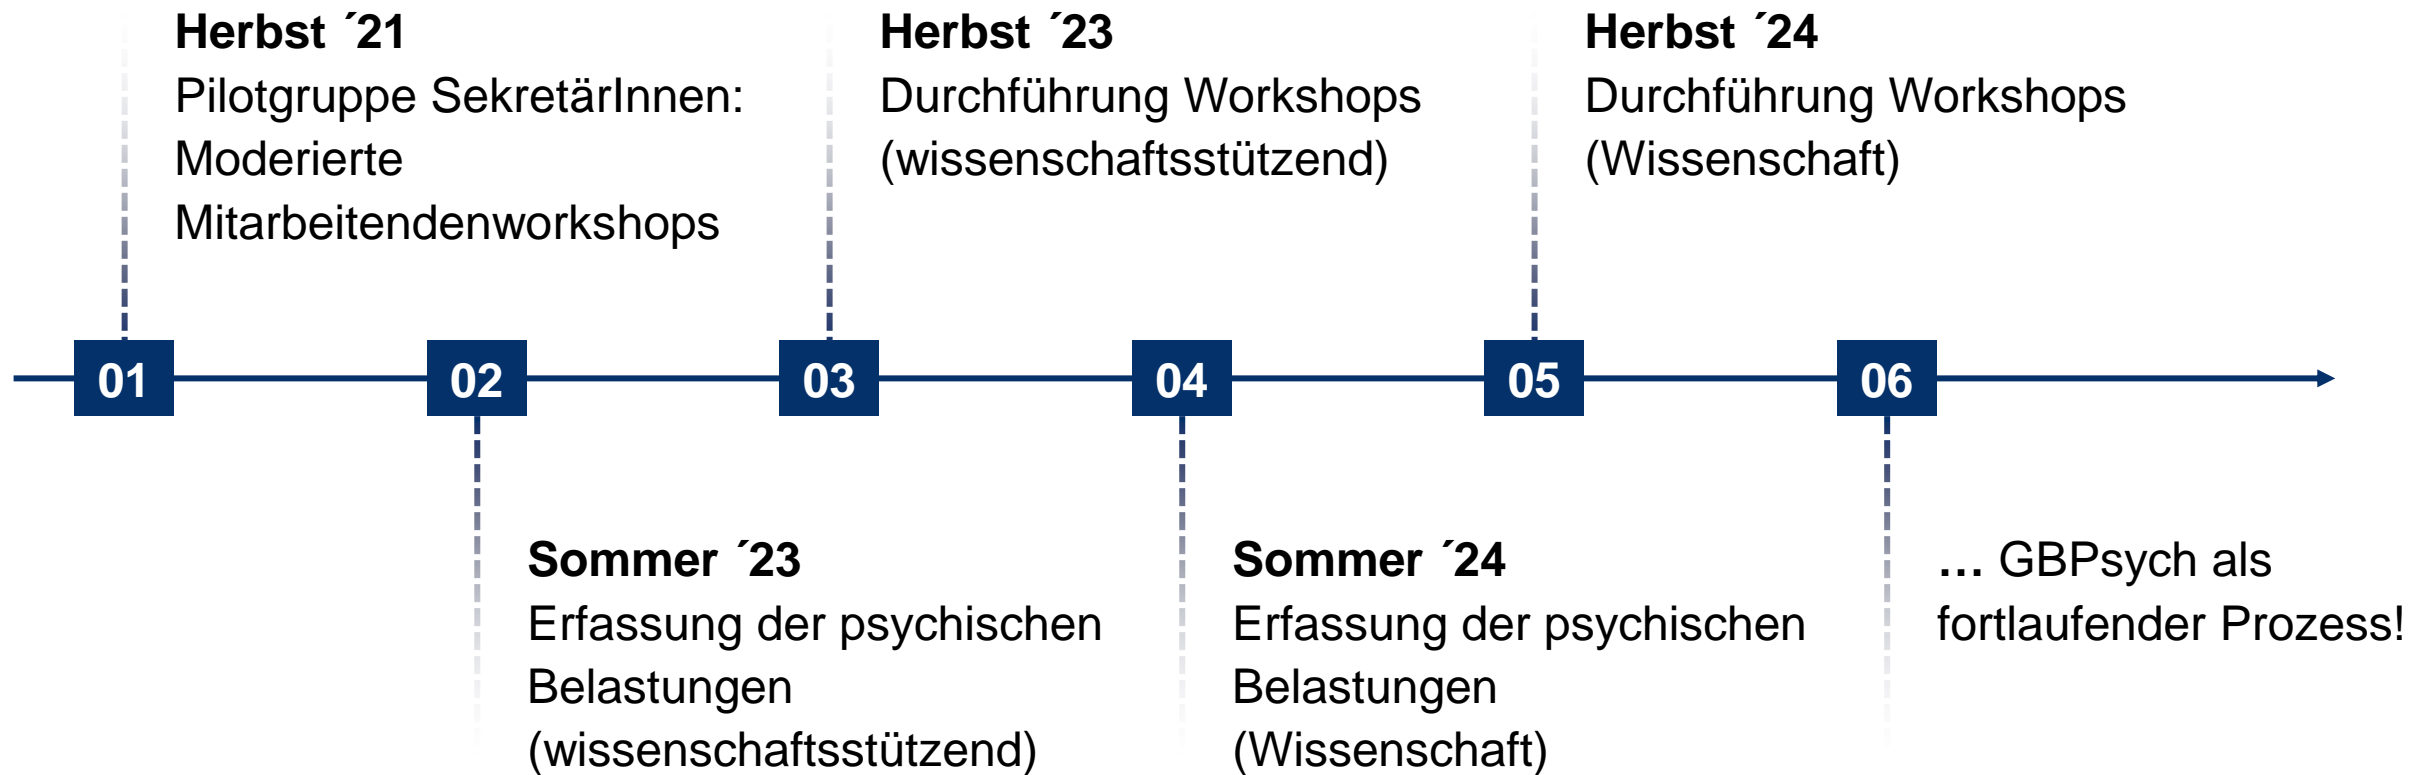 Herbst ´21
Pilotgruppe SekretärInnen:
Moderierte
Mitarbeitendenworkshops
Herbst ´23
Durchführung Workshops
(wissenschaftsstützend)
Herbst ´24
Durchführung Workshops
(Wissenschaft)
01
02
03
04
05
06
Sommer ´23
Erfassung der psychischen
Belastungen
(wissenschaftsstützend)
Sommer ´24
Erfassung der psychischen
Belastungen
(Wissenschaft)
… GBPsych als
fortlaufender Prozess!